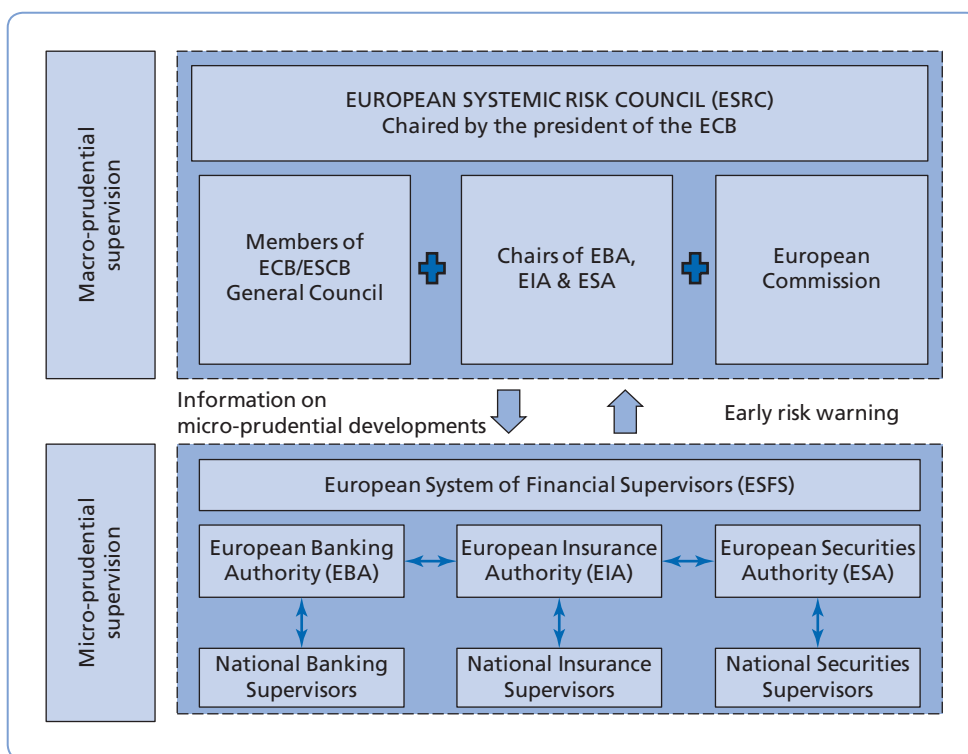 Macro-prudential
supervision
EUROPEAN SYSTEMIC RISK COUNCIL (ESRC)
Chaired by the president of the ECB
Members of
ECB/ESCB
General Council
Chairs of EBA,
EIA & ESA
European
Commission
Information on
micro-prudential developments
Early risk warning
Micro-prudential
supervision
European System of Financial Supervisors (ESFS)
European Banking
Authority (EBA)
European Insurance
Authority (EIA)
European Securities
Authority (ESA)
National Banking
Supervisors
National Insurance
Supervisors
National Securities
Supervisors